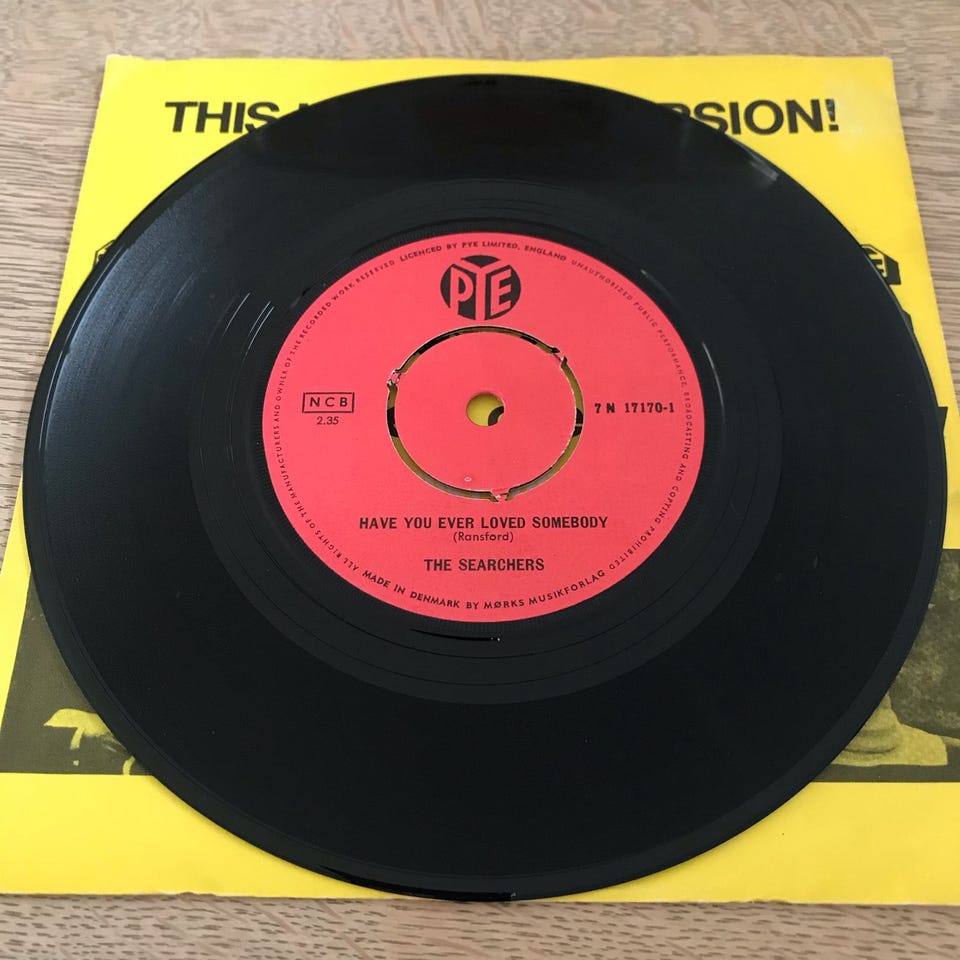 THIS
RSION!
ALL RIGHTS OF THE MANUFACTURERS AND OWNER OF THE RECORDED WORK RESERVED LICENCED BY PYE LIMITED, ENGLAND UNAUTHORIZED PUBLIC PERFORMANCE, BROADCASTING AND COPYING PROHIBITED
PYE
NCB
2.35
7 N 17170-1
HAVE YOU EVER LOVED SOMEBODY
(Ransford)
THE SEARCHERS
MADE IN DENMARK BY MØRKS MUSIKFORLAG